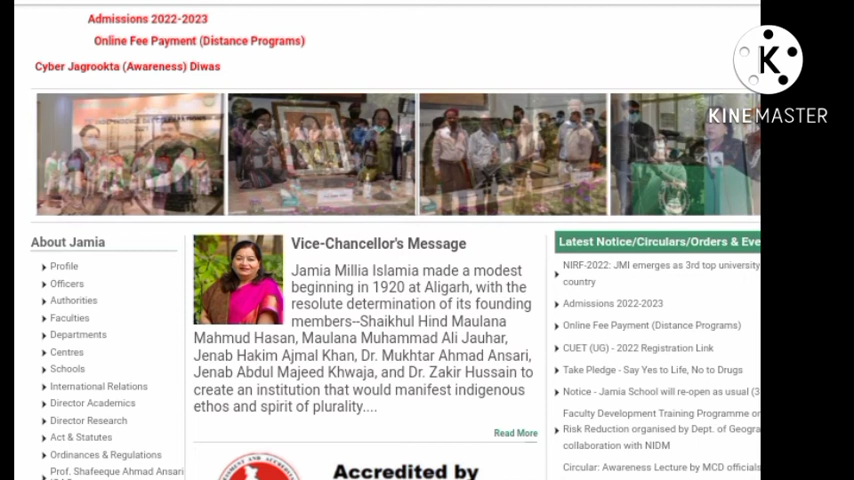 Admissions 2022-2023
Online Fee Payment (Distance Programs)
Cyber Jagrookta (Awareness) Diwas
K
KINEMASTER
About Jamia
Profile
Officers
Authorities
Faculties
Departments
Centres
Schools
International Relations
Director Academics
Director Research
Act & Statutes
Ordinances & Regulations
Prof. Shafeeque Ahmad Ansari
Vice-Chancellor's Message
Jamia Millia Islamia made a modest
beginning in 1920 at Aligarh, with the
resolute determination of its founding
members--Shaikhul Hind Maulana
Mahmud Hasan, Maulana Muhammad Ali Jauhar,
Jenab Hakim Ajmal Khan, Dr. Mukhtar Ahmad Ansari,
Jenab Abdul Majeed Khwaja, and Dr. Zakir Hussain to
create an institution that would manifest indigenous
ethos and spirit of plurality....
Read More
Accredited by
Latest Notice/Circulars/Orders & Eve
NIRF-2022: JMI emerges as 3rd top university
country
Admissions 2022-2023
Online Fee Payment (Distance Programs)
CUET (UG) - 2022 Registration Link
Take Pledge - Say Yes to Life, No to Drugs
Notice - Jamia School will re-open as usual (3
Faculty Development Training Programme on
Risk Reduction organised by Dept. of Geogra
collaboration with NIDM
Circular: Awareness Lecture by MCD officials